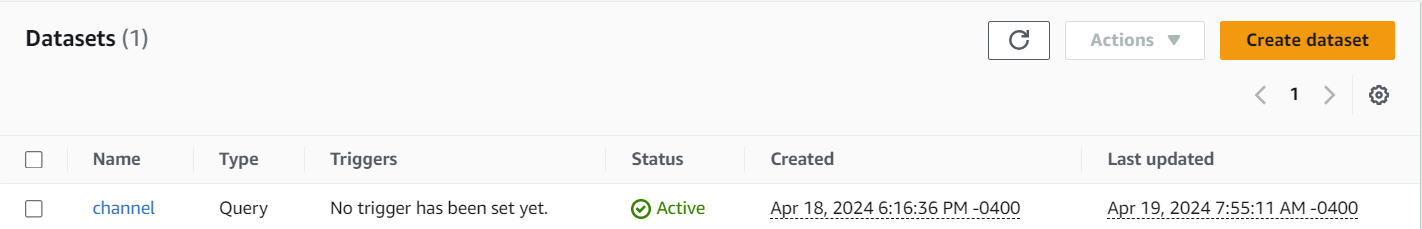 Datasets (1)
Actions
Create dataset
1
Name Type Triggers Status Created Last updated
channel Query No trigger has been set yet. Active Apr 18, 2024 6:16:36 PM -0400 Apr 19, 2024 7:55:11 AM -0400